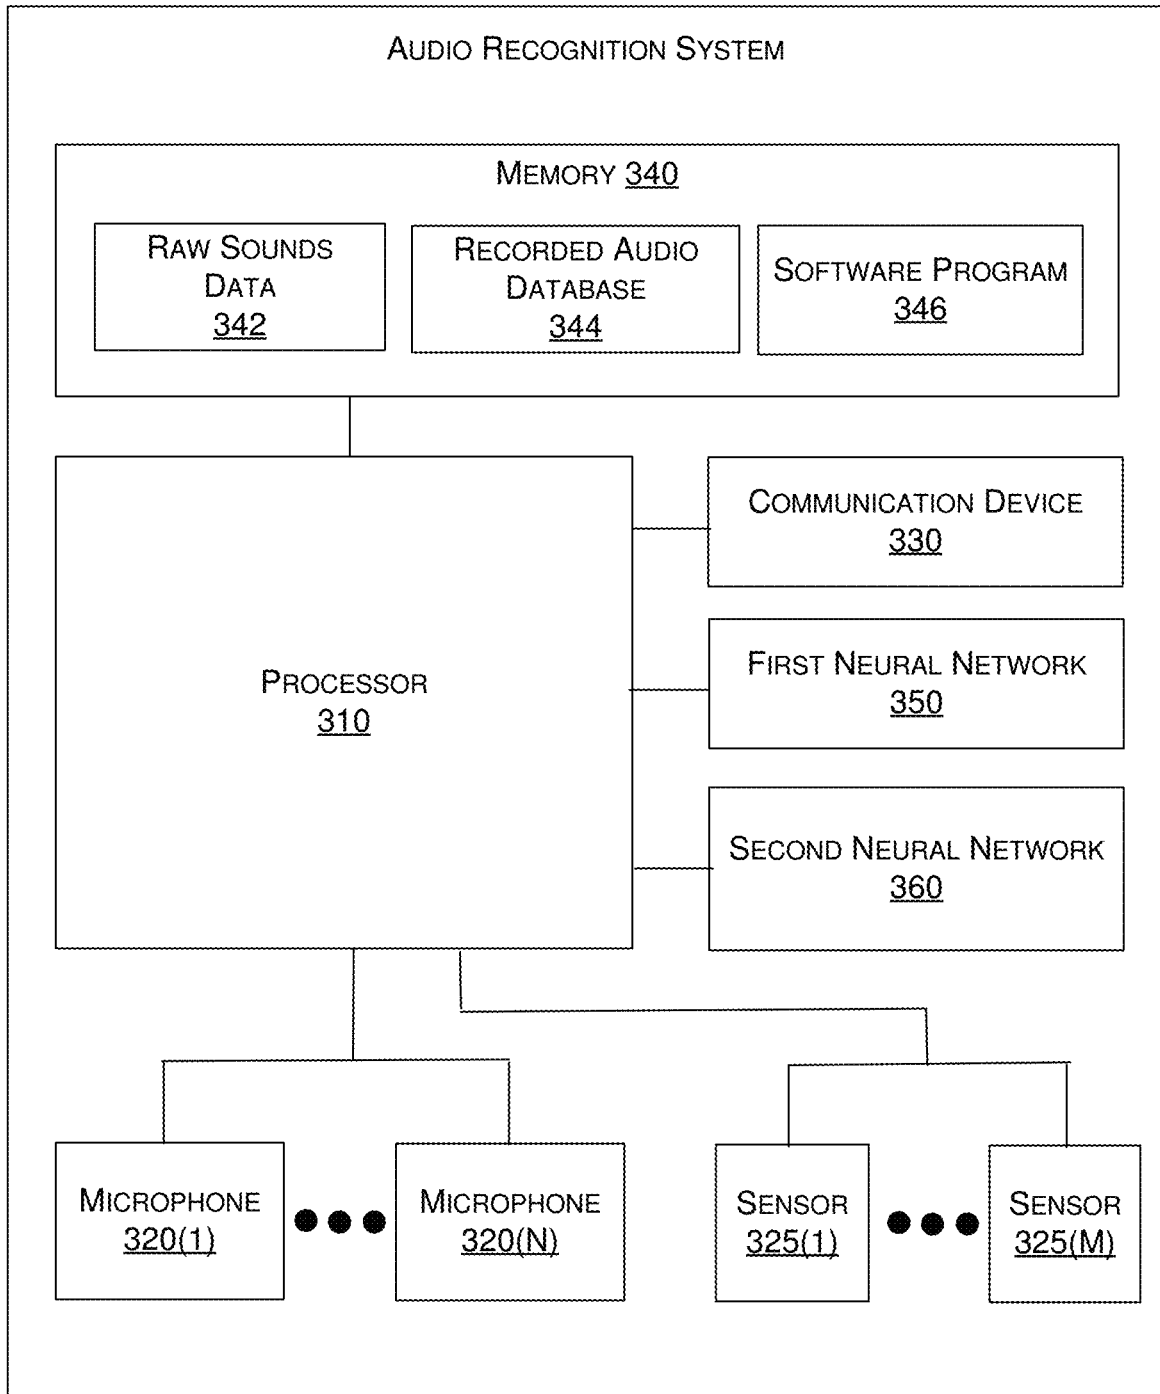 AUDIO RECOGNITION SYSTEM
MEMORY 340
RAW SOUNDS
DATA
342
RECORDED AUDIO
DATABASE
344
SOFTWARE PROGRAM
346
PROCESSOR
310
COMMUNICATION DEVICE
330
FIRST NEURAL NETWORK
350
SECOND NEURAL NETWORK
360
MICROPHONE
320(1)
MICROPHONE
320(N)
SENSOR
325(1)
SENSOR
325(M)